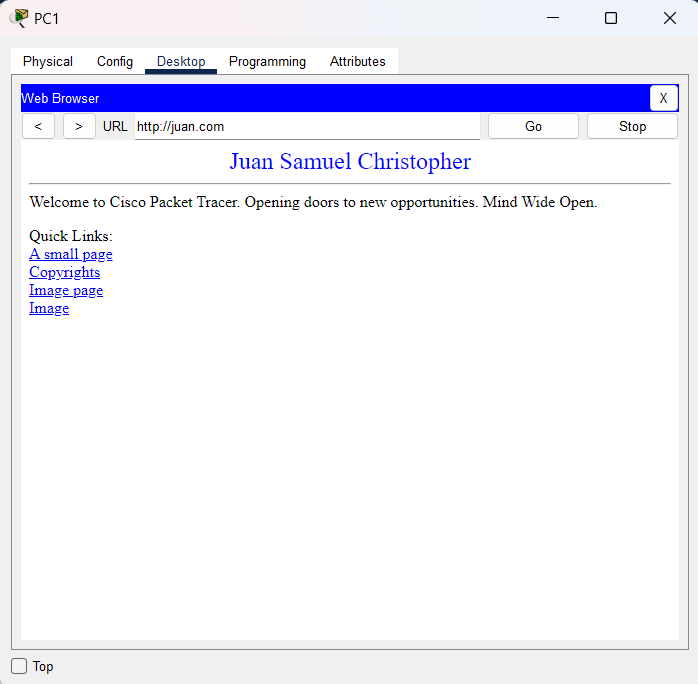 PC1
Physical Config Desktop Programming Attributes
Web Browser X
< > URL http://juan.com Go Stop
Juan Samuel Christopher
Welcome to Cisco Packet Tracer. Opening doors to new opportunities. Mind Wide Open.
Quick Links:
A small page
Copyrights
Image page
Image
Top